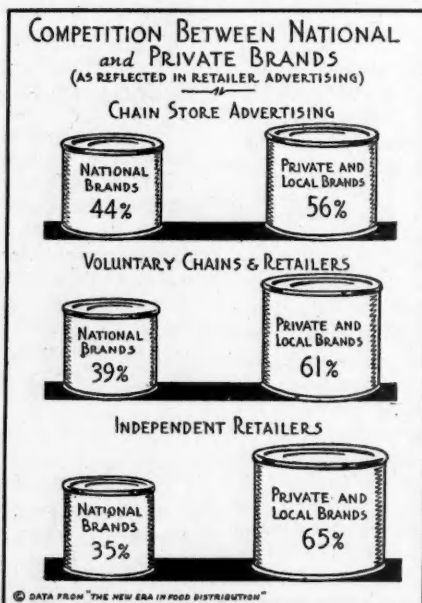 COMPETITION BETWEEN NATIONAL
and PRIVATE BRANDS
(AS REFLECTED IN RETAILER ADVERTISING)
CHAIN STORE ADVERTISING
NATIONAL
BRANDS
44%
PRIVATE AND
LOCAL BRANDS
56%
VOLUNTARY CHAINS & RETAILERS
NATIONAL
BRANDS
39%
PRIVATE AND
LOCAL BRANDS
61%
INDEPENDENT RETAILERS
NATIONAL
BRANDS
35%
PRIVATE AND
LOCAL BRANDS
65%
© DATA FROM "THE NEW ERA IN FOOD DISTRIBUTION"